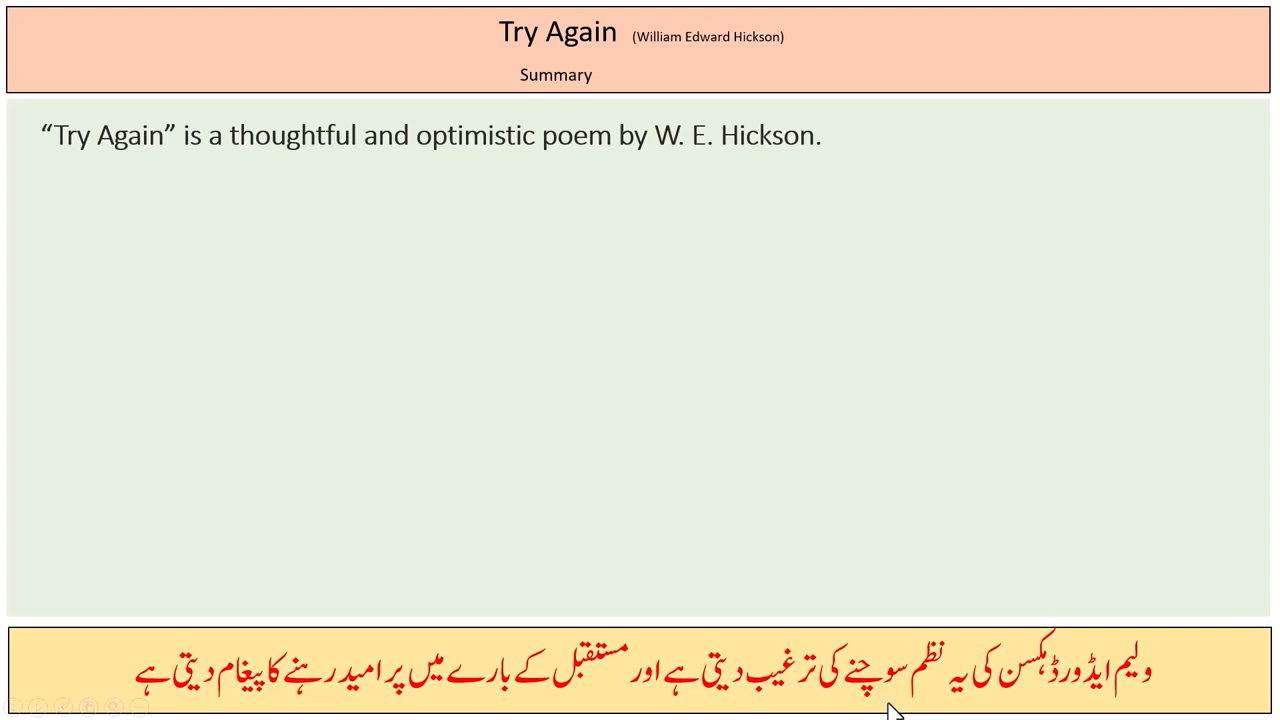 Try Again (William Edward Hickson)
Summary
“Try Again” is a thoughtful and optimistic poem by W. E. Hickson.
ولیم ایڈورڈ ہکسن کی یہ نظم سوچنے کی ترغیب دیتی ہے اور مستقبل کے بارے میں پر امید رہنے کا پیغام دیتی ہے